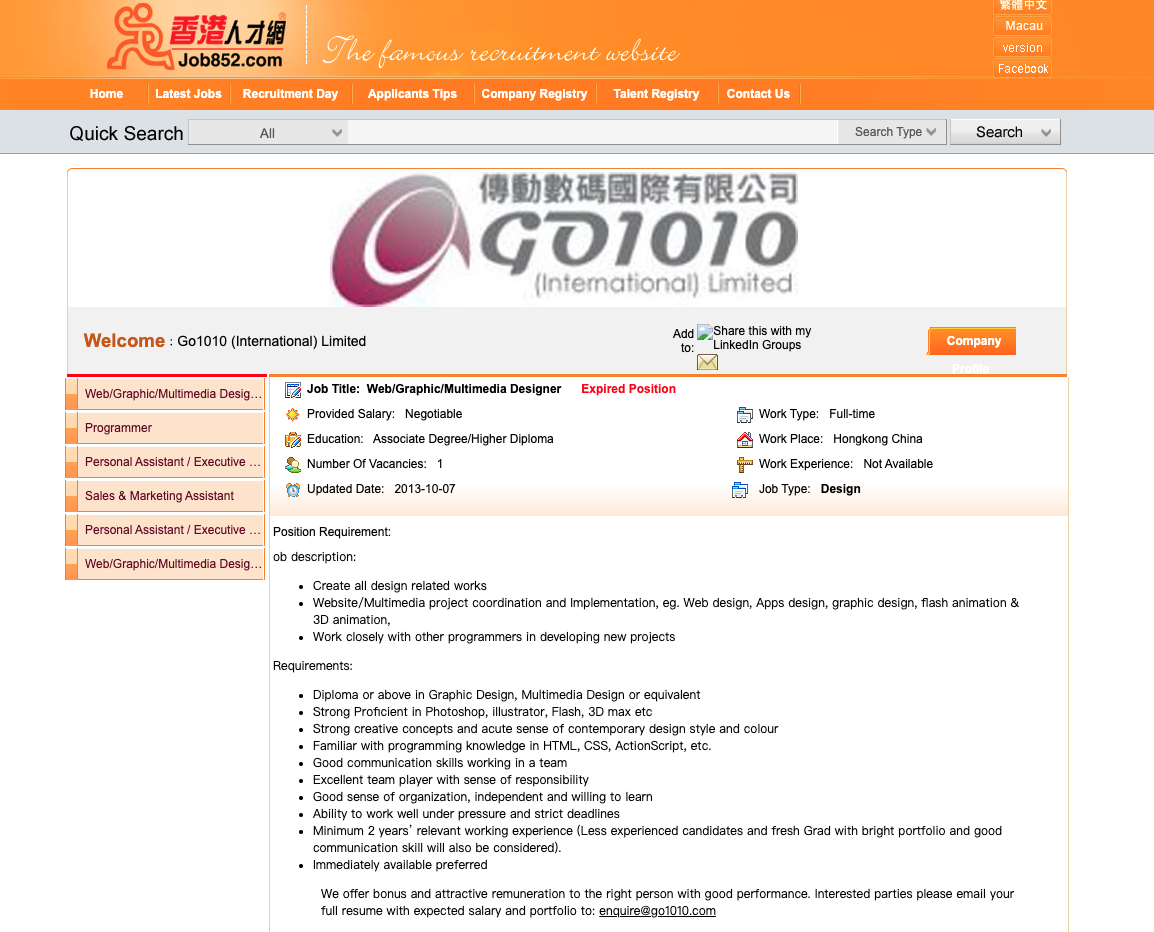 繁體中文
香港人才網®
Job852.com
The famous recruitment website
Macau
version
Facebook
Home
Latest Jobs
Recruitment Day
Applicants Tips
Company Registry
Talent Registry
Contact Us
Quick Search
All
Search Type
Search
傳動數碼國際有限公司
GO1010
(International) Limited
Welcome : Go1010 (International) Limited
Add to:
Share this with my LinkedIn Groups
Company
Profile
Web/Graphic/Multimedia Desig...
Programmer
Personal Assistant / Executive ...
Sales & Marketing Assistant
Personal Assistant / Executive ...
Web/Graphic/Multimedia Desig...
Job Title: Web/Graphic/Multimedia Designer Expired Position
Provided Salary: Negotiable
Work Type: Full-time
Education: Associate Degree/Higher Diploma
Work Place: Hongkong China
Number Of Vacancies: 1
Work Experience: Not Available
Updated Date: 2013-10-07
Job Type: Design
Position Requirement:
ob description:
• Create all design related works
• Website/Multimedia project coordination and Implementation, eg. Web design, Apps design, graphic design, flash animation &
3D animation,
• Work closely with other programmers in developing new projects
Requirements:
• Diploma or above in Graphic Design, Multimedia Design or equivalent
• Strong Proficient in Photoshop, illustrator, Flash, 3D max etc
• Strong creative concepts and acute sense of contemporary design style and colour
• Familiar with programming knowledge in HTML, CSS, ActionScript, etc.
• Good communication skills working in a team
• Excellent team player with sense of responsibility
• Good sense of organization, independent and willing to learn
• Ability to work well under pressure and strict deadlines
• Minimum 2 years’ relevant working experience (Less experienced candidates and fresh Grad with bright portfolio and good
communication skill will also be considered).
• Immediately available preferred
We offer bonus and attractive remuneration to the right person with good performance. Interested parties please email your
full resume with expected salary and portfolio to: enquire@go1010.com